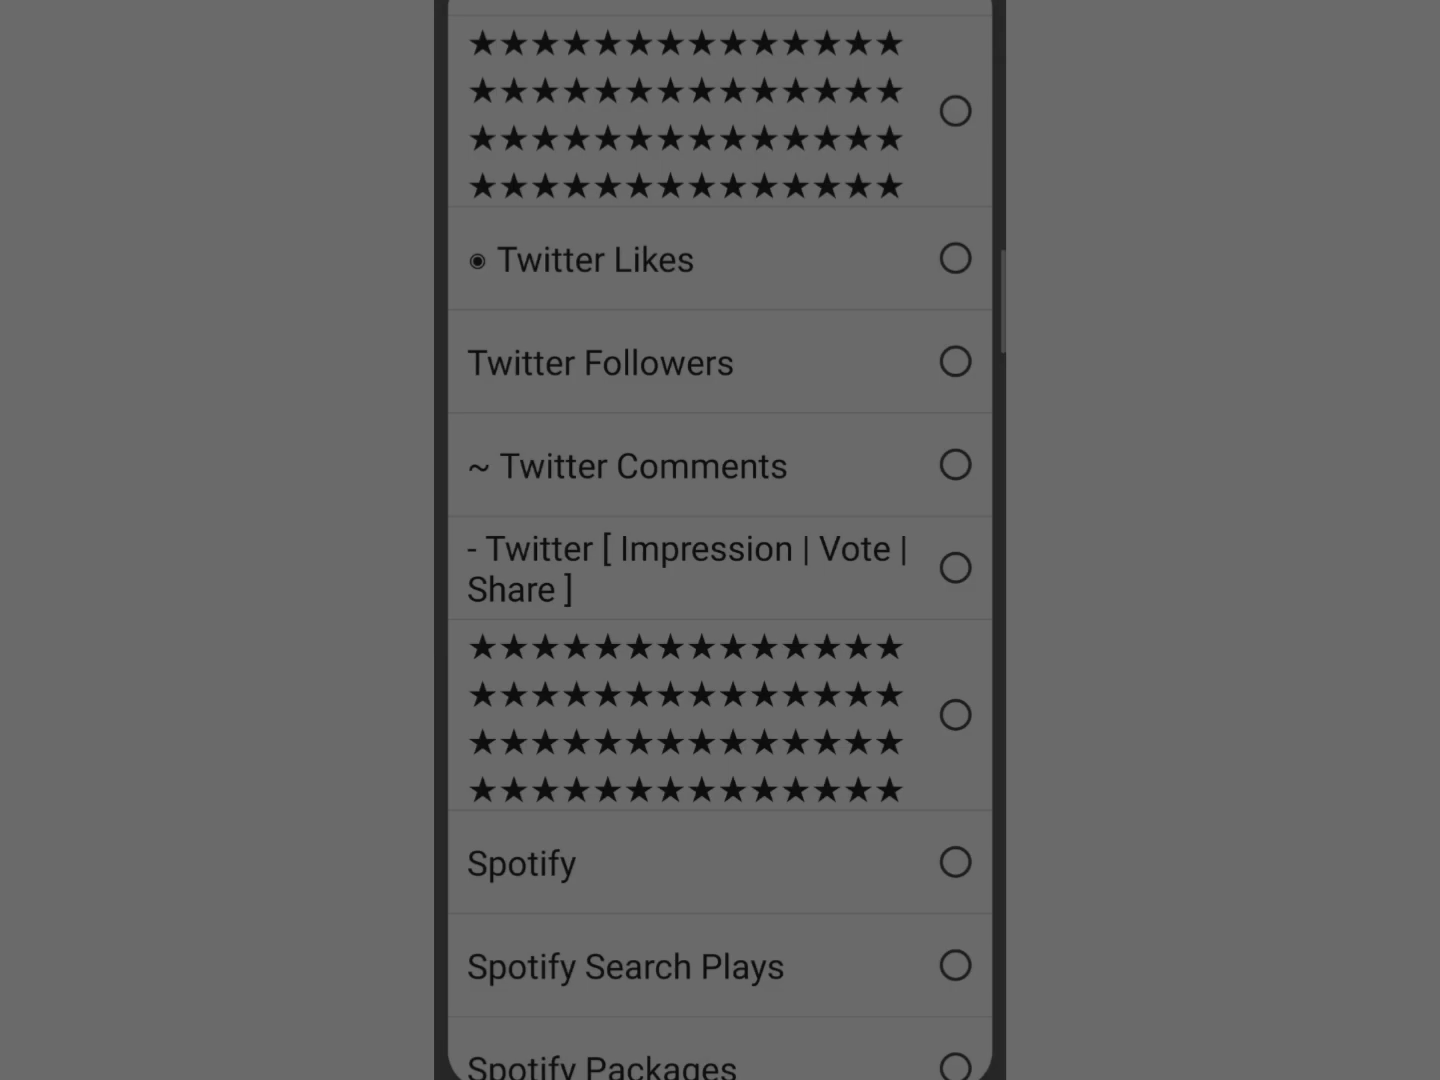 ★★★★★★★★★★★★★★
★★★★★★★★★★★★★★
★★★★★★★★★★★★★★
★★★★★★★★★★★★★★
◉ Twitter Likes
Twitter Followers
~ Twitter Comments
- Twitter [ Impression | Vote |
Share ]
★★★★★★★★★★★★★★
★★★★★★★★★★★★★★
★★★★★★★★★★★★★★
★★★★★★★★★★★★★★
Spotify
Spotify Search Plays
Spotify Packages